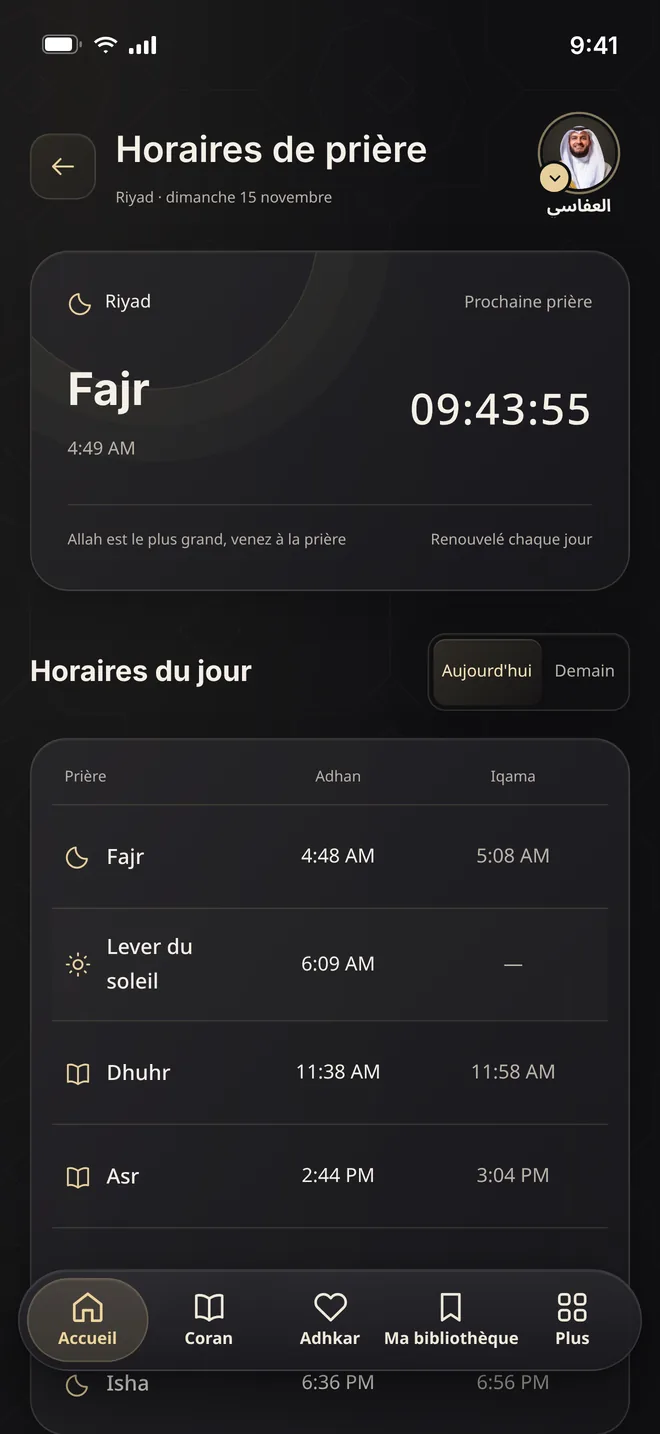 9:41
Horaires de prière
Riyad · dimanche 15 novembre
العفاسي
Riyad
Prochaine prière
Fajr
09:43:55
4:49 AM
Allah est le plus grand, venez à la prière
Renouvelé chaque jour
Horaires du jour
Aujourd'hui
Demain
Prière Adhan Iqama
Fajr 4:48 AM 5:08 AM
Lever du
soleil 6:09 AM —
Dhuhr 11:38 AM 11:58 AM
Asr 2:44 PM 3:04 PM
Accueil Coran Adhkar Ma bibliothèque Plus
Isha 6:36 PM 6:56 PM